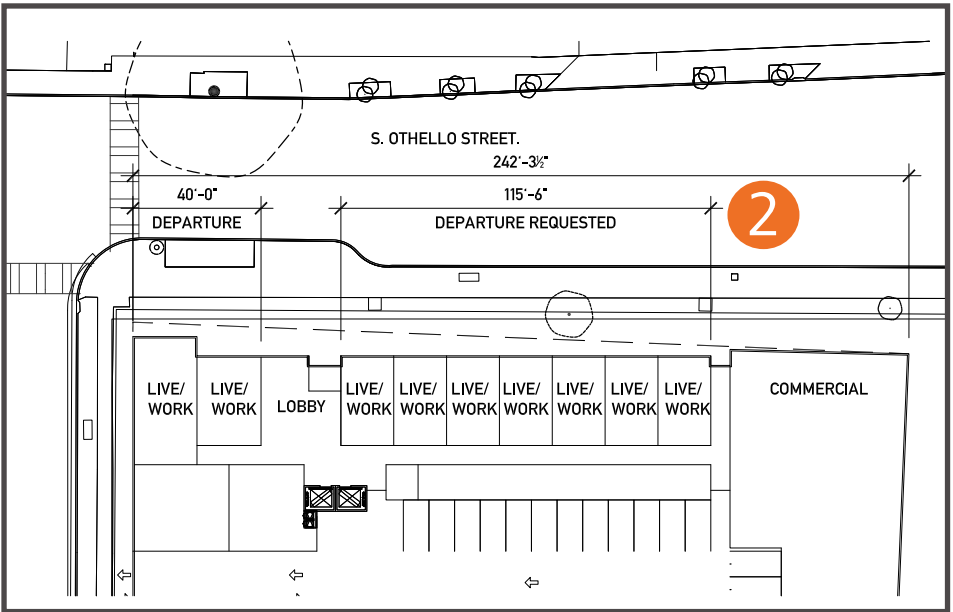 S. OTHELLO STREET.
242'-3½"
40'-0"
115'-6"
DEPARTURE
DEPARTURE REQUESTED
2
LIVE/
WORK
LIVE/
WORK
LOBBY
LIVE/
WORK
LIVE/
WORK
LIVE/
WORK
LIVE/
WORK
LIVE/
WORK
LIVE/
WORK
LIVE/
WORK
COMMERCIAL